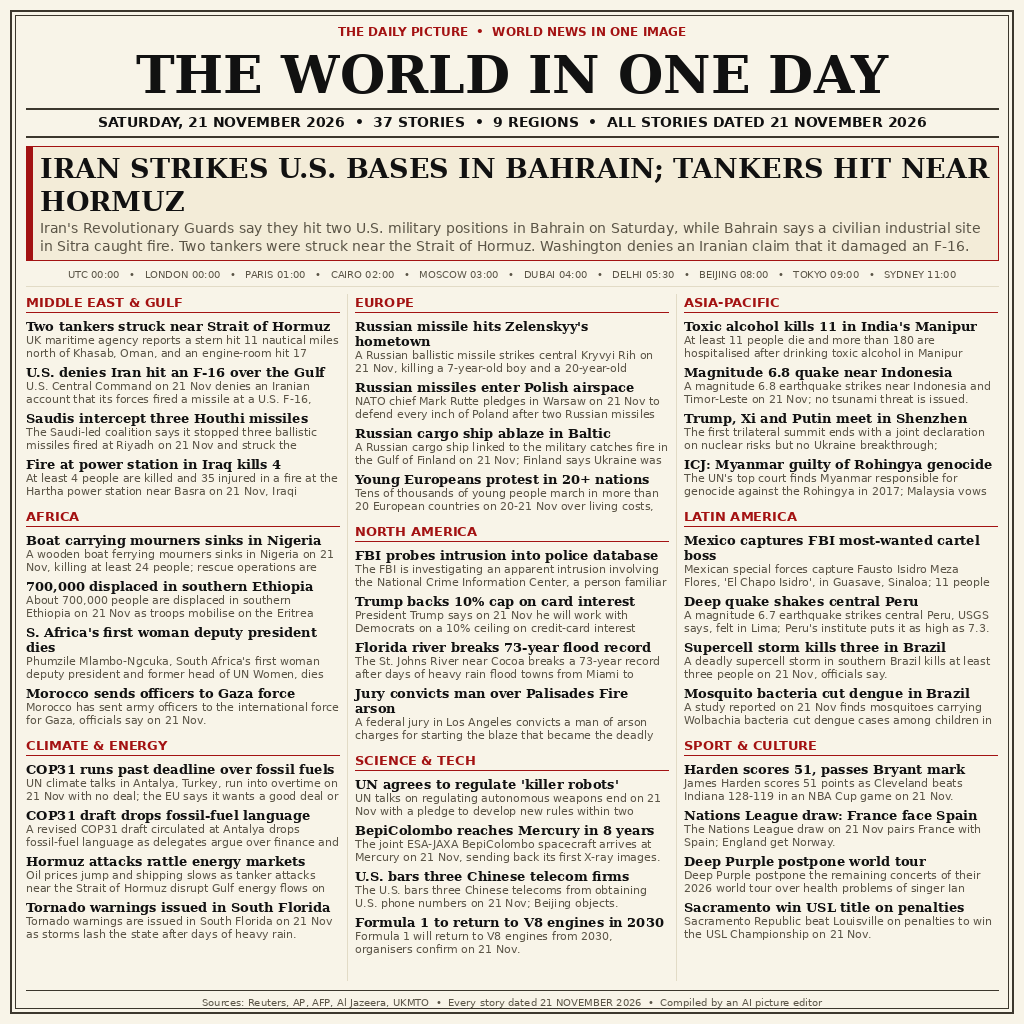 THE DAILY PICTURE • WORLD NEWS IN ONE IMAGE
THE WORLD IN ONE DAY
SATURDAY, 21 NOVEMBER 2026 • 37 STORIES • 9 REGIONS • ALL STORIES DATED 21 NOVEMBER 2026
IRAN STRIKES U.S. BASES IN BAHRAIN; TANKERS HIT NEAR
HORMUZ
Iran's Revolutionary Guards say they hit two U.S. military positions in Bahrain on Saturday, while Bahrain says a civilian industrial site
in Sitra caught fire. Two tankers were struck near the Strait of Hormuz. Washington denies an Iranian claim that it damaged an F-16.
UTC 00:00 • LONDON 00:00 • PARIS 01:00 • CAIRO 02:00 • MOSCOW 03:00 • DUBAI 04:00 • DELHI 05:30 • BEIJING 08:00 • TOKYO 09:00 • SYDNEY 11:00
MIDDLE EAST & GULF
Two tankers struck near Strait of Hormuz
UK maritime agency reports a stern hit 11 nautical miles
north of Khasab, Oman, and an engine-room hit 17
U.S. denies Iran hit an F-16 over the Gulf
U.S. Central Command on 21 Nov denies an Iranian
account that its forces fired a missile at a U.S. F-16,
Saudis intercept three Houthi missiles
The Saudi-led coalition says it stopped three ballistic
missiles fired at Riyadh on 21 Nov and struck the
Fire at power station in Iraq kills 4
At least 4 people are killed and 35 injured in a fire at the
Hartha power station near Basra on 21 Nov, Iraqi
AFRICA
Boat carrying mourners sinks in Nigeria
A wooden boat ferrying mourners sinks in Nigeria on 21
Nov, killing at least 24 people; rescue operations are
700,000 displaced in southern Ethiopia
About 700,000 people are displaced in southern
Ethiopia on 21 Nov as troops mobilise on the Eritrea
S. Africa's first woman deputy president
dies
Phumzile Mlambo-Ngcuka, South Africa's first woman
deputy president and former head of UN Women, dies
Morocco sends officers to Gaza force
Morocco has sent army officers to the international force
for Gaza, officials say on 21 Nov.
CLIMATE & ENERGY
COP31 runs past deadline over fossil fuels
UN climate talks in Antalya, Turkey, run into overtime on
21 Nov with no deal; the EU says it wants a good deal or
COP31 draft drops fossil-fuel language
A revised COP31 draft circulated at Antalya drops
fossil-fuel language as delegates argue over finance and
Hormuz attacks rattle energy markets
Oil prices jump and shipping slows as tanker attacks
near the Strait of Hormuz disrupt Gulf energy flows on
Tornado warnings issued in South Florida
Tornado warnings are issued in South Florida on 21 Nov
as storms lash the state after days of heavy rain.
EUROPE
Russian missile hits Zelenskyy's
hometown
A Russian ballistic missile strikes central Kryvyi Rih on
21 Nov, killing a 7-year-old boy and a 20-year-old
Russian missiles enter Polish airspace
NATO chief Mark Rutte pledges in Warsaw on 21 Nov to
defend every inch of Poland after two Russian missiles
Russian cargo ship ablaze in Baltic
A Russian cargo ship linked to the military catches fire in
the Gulf of Finland on 21 Nov; Finland says Ukraine was
Young Europeans protest in 20+ nations
Tens of thousands of young people march in more than
20 European countries on 20-21 Nov over living costs,
NORTH AMERICA
FBI probes intrusion into police database
The FBI is investigating an apparent intrusion involving
the National Crime Information Center, a person familiar
Trump backs 10% cap on card interest
President Trump says on 21 Nov he will work with
Democrats on a 10% ceiling on credit-card interest
Florida river breaks 73-year flood record
The St. Johns River near Cocoa breaks a 73-year record
after days of heavy rain flood towns from Miami to
Jury convicts man over Palisades Fire
arson
A federal jury in Los Angeles convicts a man of arson
charges for starting the blaze that became the deadly
SCIENCE & TECH
UN agrees to regulate 'killer robots'
UN talks on regulating autonomous weapons end on 21
Nov with a pledge to develop new rules within two
BepiColombo reaches Mercury in 8 years
The joint ESA-JAXA BepiColombo spacecraft arrives at
Mercury on 21 Nov, sending back its first X-ray images.
U.S. bars three Chinese telecom firms
The U.S. bars three Chinese telecoms from obtaining
U.S. phone numbers on 21 Nov; Beijing objects.
Formula 1 to return to V8 engines in 2030
Formula 1 will return to V8 engines from 2030,
organisers confirm on 21 Nov.
ASIA-PACIFIC
Toxic alcohol kills 11 in India's Manipur
At least 11 people die and more than 180 are
hospitalised after drinking toxic alcohol in Manipur
Magnitude 6.8 quake near Indonesia
A magnitude 6.8 earthquake strikes near Indonesia and
Timor-Leste on 21 Nov; no tsunami threat is issued.
Trump, Xi and Putin meet in Shenzhen
The first trilateral summit ends with a joint declaration
on nuclear risks but no Ukraine breakthrough;
ICJ: Myanmar guilty of Rohingya genocide
The UN's top court finds Myanmar responsible for
genocide against the Rohingya in 2017; Malaysia vows
LATIN AMERICA
Mexico captures FBI most-wanted cartel
boss
Mexican special forces capture Fausto Isidro Meza
Flores, 'El Chapo Isidro', in Guasave, Sinaloa; 11 people
Deep quake shakes central Peru
A magnitude 6.7 earthquake strikes central Peru, USGS
says, felt in Lima; Peru's institute puts it as high as 7.3.
Supercell storm kills three in Brazil
A deadly supercell storm in southern Brazil kills at least
three people on 21 Nov, officials say.
Mosquito bacteria cut dengue in Brazil
A study reported on 21 Nov finds mosquitoes carrying
Wolbachia bacteria cut dengue cases among children in
SPORT & CULTURE
Harden scores 51, passes Bryant mark
James Harden scores 51 points as Cleveland beats
Indiana 128-119 in an NBA Cup game on 21 Nov.
Nations League draw: France face Spain
The Nations League draw on 21 Nov pairs France with
Spain; England get Norway.
Deep Purple postpone world tour
Deep Purple postpone the remaining concerts of their
2026 world tour over health problems of singer Ian
Sacramento win USL title on penalties
Sacramento Republic beat Louisville on penalties to win
the USL Championship on 21 Nov.
Sources: Reuters, AP, AFP, Al Jazeera, UKMTO • Every story dated 21 NOVEMBER 2026 • Compiled by an AI picture editor